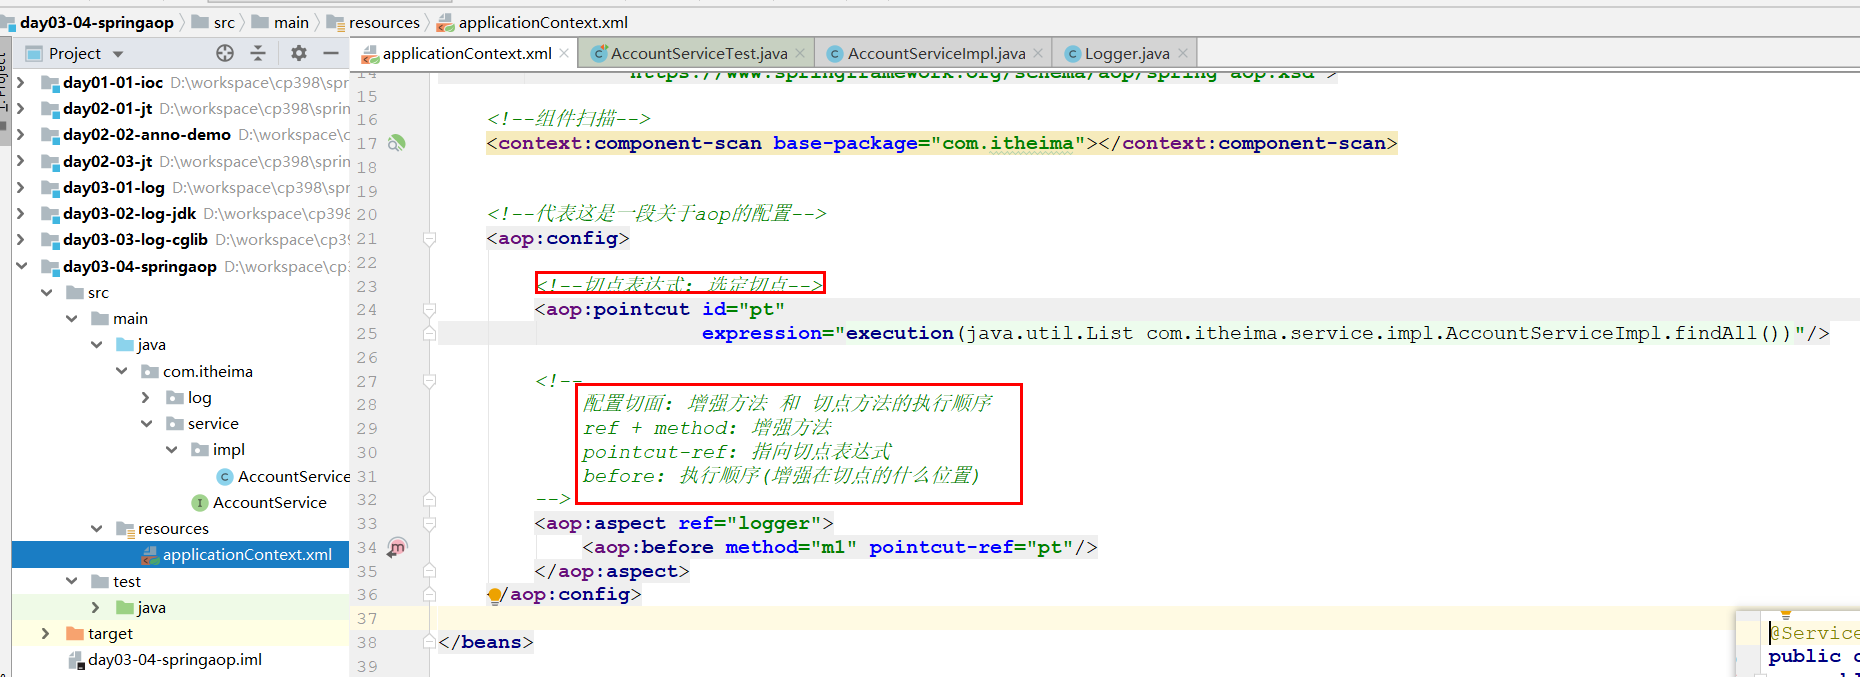 day03-04-springaop src main resources applicationContext.xml
Project
applicationContext.xml AccountServiceTest.java AccountServiceImpl.java Logger.java
1: Project
day01-01-ioc D:\workspace\cp398\spr
day02-01-jt D:\workspace\cp398\sprin
day02-02-anno-demo D:\workspace\c
day02-03-jt D:\workspace\cp398\sprin
day03-01-log D:\workspace\cp398\spr
day03-02-log-jdk D:\workspace\cp398
day03-03-log-cglib D:\workspace\cp39
day03-04-springaop D:\workspace\cp
src
main
java
com.itheima
log
service
impl
AccountService
AccountService
resources
applicationContext.xml
test
java
target
day03-04-springaop.iml
14 https://www.springframework.org/schema/aop/spring-aop.xsd">
15
16 <!--组件扫描-->
17 <context:component-scan base-package="com.itheima"></context:component-scan>
18
19
20 <!--代表这是一段关于aop的配置-->
21 <aop:config>
22
23 <!--切点表达式: 选定切点-->
24 <aop:pointcut id="pt"
25 expression="execution(java.util.List com.itheima.service.impl.AccountServiceImpl.findAll())"/>
26
27 <!--
28 配置切面: 增强方法 和 切点方法的执行顺序
29 ref + method: 增强方法
30 pointcut-ref: 指向切点表达式
31 before: 执行顺序(增强在切点的什么位置)
32 -->
33 <aop:aspect ref="logger">
34 <aop:before method="m1" pointcut-ref="pt"/>
35 </aop:aspect>
36 /aop:config>
37
38 </beans>
39
@Service
public c